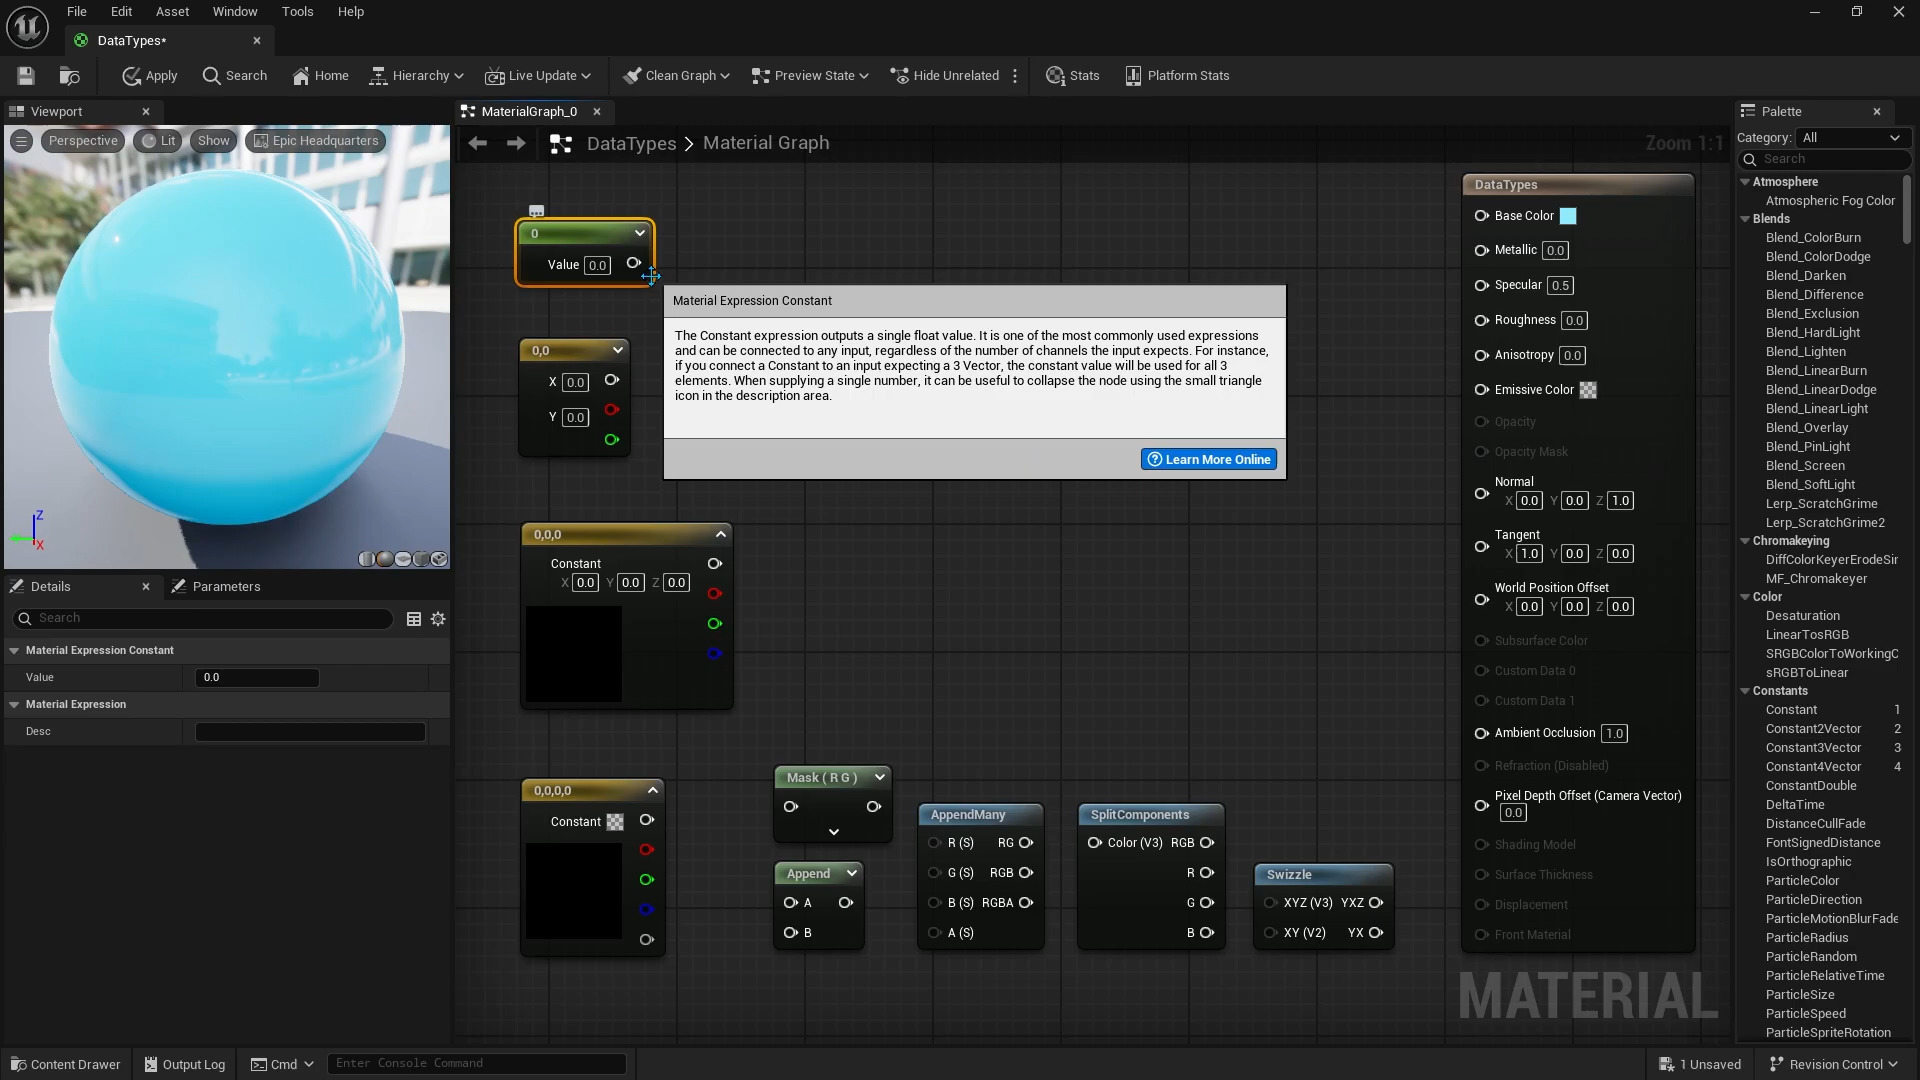 File Edit Asset Window Tools Help
DataTypes*
Apply Search Home Hierarchy Live Update Clean Graph Preview State Hide Unrelated Stats Platform Stats
Viewport
Perspective Lit Show Epic Headquarters
Z
X
Details Parameters
Search
Material Expression Constant
Value 0.0
Material Expression
Desc
MaterialGraph_0
DataTypes > Material Graph
Zoom 1:1
0
Value 0.0
Material Expression Constant
The Constant expression outputs a single float value. It is one of the most commonly used expressions
and can be connected to any input, regardless of the number of channels the input expects. For instance,
if you connect a Constant to an input expecting a 3 Vector, the constant value will be used for all 3
elements. When supplying a single number, it can be useful to collapse the node using the small triangle
icon in the description area.
Learn More Online
0,0
X 0.0
Y 0.0
0,0,0
Constant
X 0.0 Y 0.0 Z 0.0
0,0,0,0
Constant
Mask ( R G )
Append
A
B
AppendMany
R (S) RG
G (S) RGB
B (S) RGBA
A (S)
SplitComponents
Color (V3) RGB
R
G
B
Swizzle
XYZ (V3) YXZ
XY (V2) YX
DataTypes
Base Color
Metallic 0.0
Specular 0.5
Roughness 0.0
Anisotropy 0.0
Emissive Color
Opacity
Opacity Mask
Normal
X 0.0 Y 0.0 Z 1.0
Tangent
X 1.0 Y 0.0 Z 0.0
World Position Offset
X 0.0 Y 0.0 Z 0.0
Subsurface Color
Custom Data 0
Custom Data 1
Ambient Occlusion 1.0
Refraction (Disabled)
Pixel Depth Offset (Camera Vector)
0.0
Shading Model
Surface Thickness
Displacement
Front Material
MATERIAL
Palette
Category: All
Search
Atmosphere
Atmospheric Fog Color
Blends
Blend_ColorBurn
Blend_ColorDodge
Blend_Darken
Blend_Difference
Blend_Exclusion
Blend_HardLight
Blend_Lighten
Blend_LinearBurn
Blend_LinearDodge
Blend_LinearLight
Blend_Overlay
Blend_PinLight
Blend_Screen
Blend_SoftLight
Lerp_ScratchGrime
Lerp_ScratchGrime2
Chromakeying
DiffColorKeyerErodeSir
MF_Chromakeyer
Color
Desaturation
LinearTosRGB
SRGBColorToWorkingC
sRGBToLinear
Constants
Constant 1
Constant2Vector 2
Constant3Vector 3
Constant4Vector 4
ConstantDouble
DeltaTime
DistanceCullFade
FontSignedDistance
IsOrthographic
ParticleColor
ParticleDirection
ParticleMotionBlurFade
ParticleRadius
ParticleRandom
ParticleRelativeTime
ParticleSize
ParticleSpeed
ParticleSpriteRotation
Content Drawer Output Log Cmd Enter Console Command 1 Unsaved Revision Control